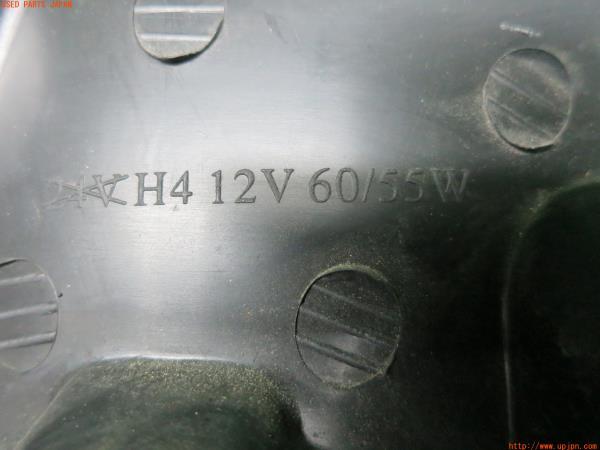 USED PARTS JAPAN
H4 12V 60/55W
http://www.upjpn.com/